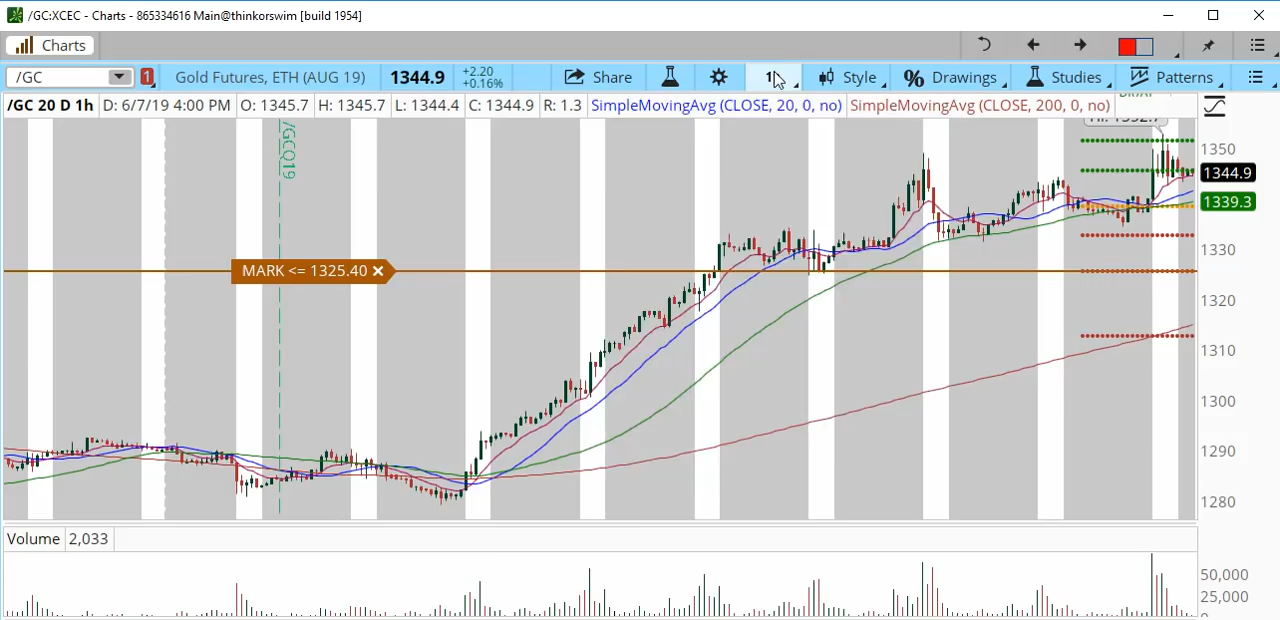 /GC:XCEC - Charts - 865334616 Main@thinkorswim [build 1954]
Charts
/GC 1 Gold Futures, ETH (AUG 19) 1344.9 +2.20 +0.16% Share Style % Drawings Studies Patterns
/GC 20 D 1h D: 6/7/19 4:00 PM O: 1345.7 H: 1345.7 L: 1344.4 C: 1344.9 R: 1.3 SimpleMovingAvg (CLOSE, 20, 0, no) SimpleMovingAvg (CLOSE, 200, 0, no)
/GCQ19
1350
1344.9
1339.3
1330
MARK <= 1325.40
1320
1310
1300
1290
1280
Volume 2,033
50,000
25,000